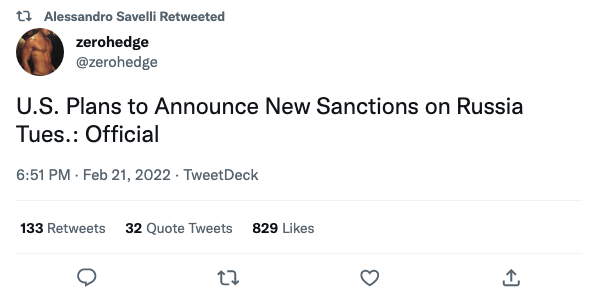 Alessandro Savelli Retweeted
zerohedge
@zerohedge
U.S. Plans to Announce New Sanctions on Russia
Tues.: Official
6:51 PM · Feb 21, 2022 · TweetDeck
133 Retweets 32 Quote Tweets 829 Likes